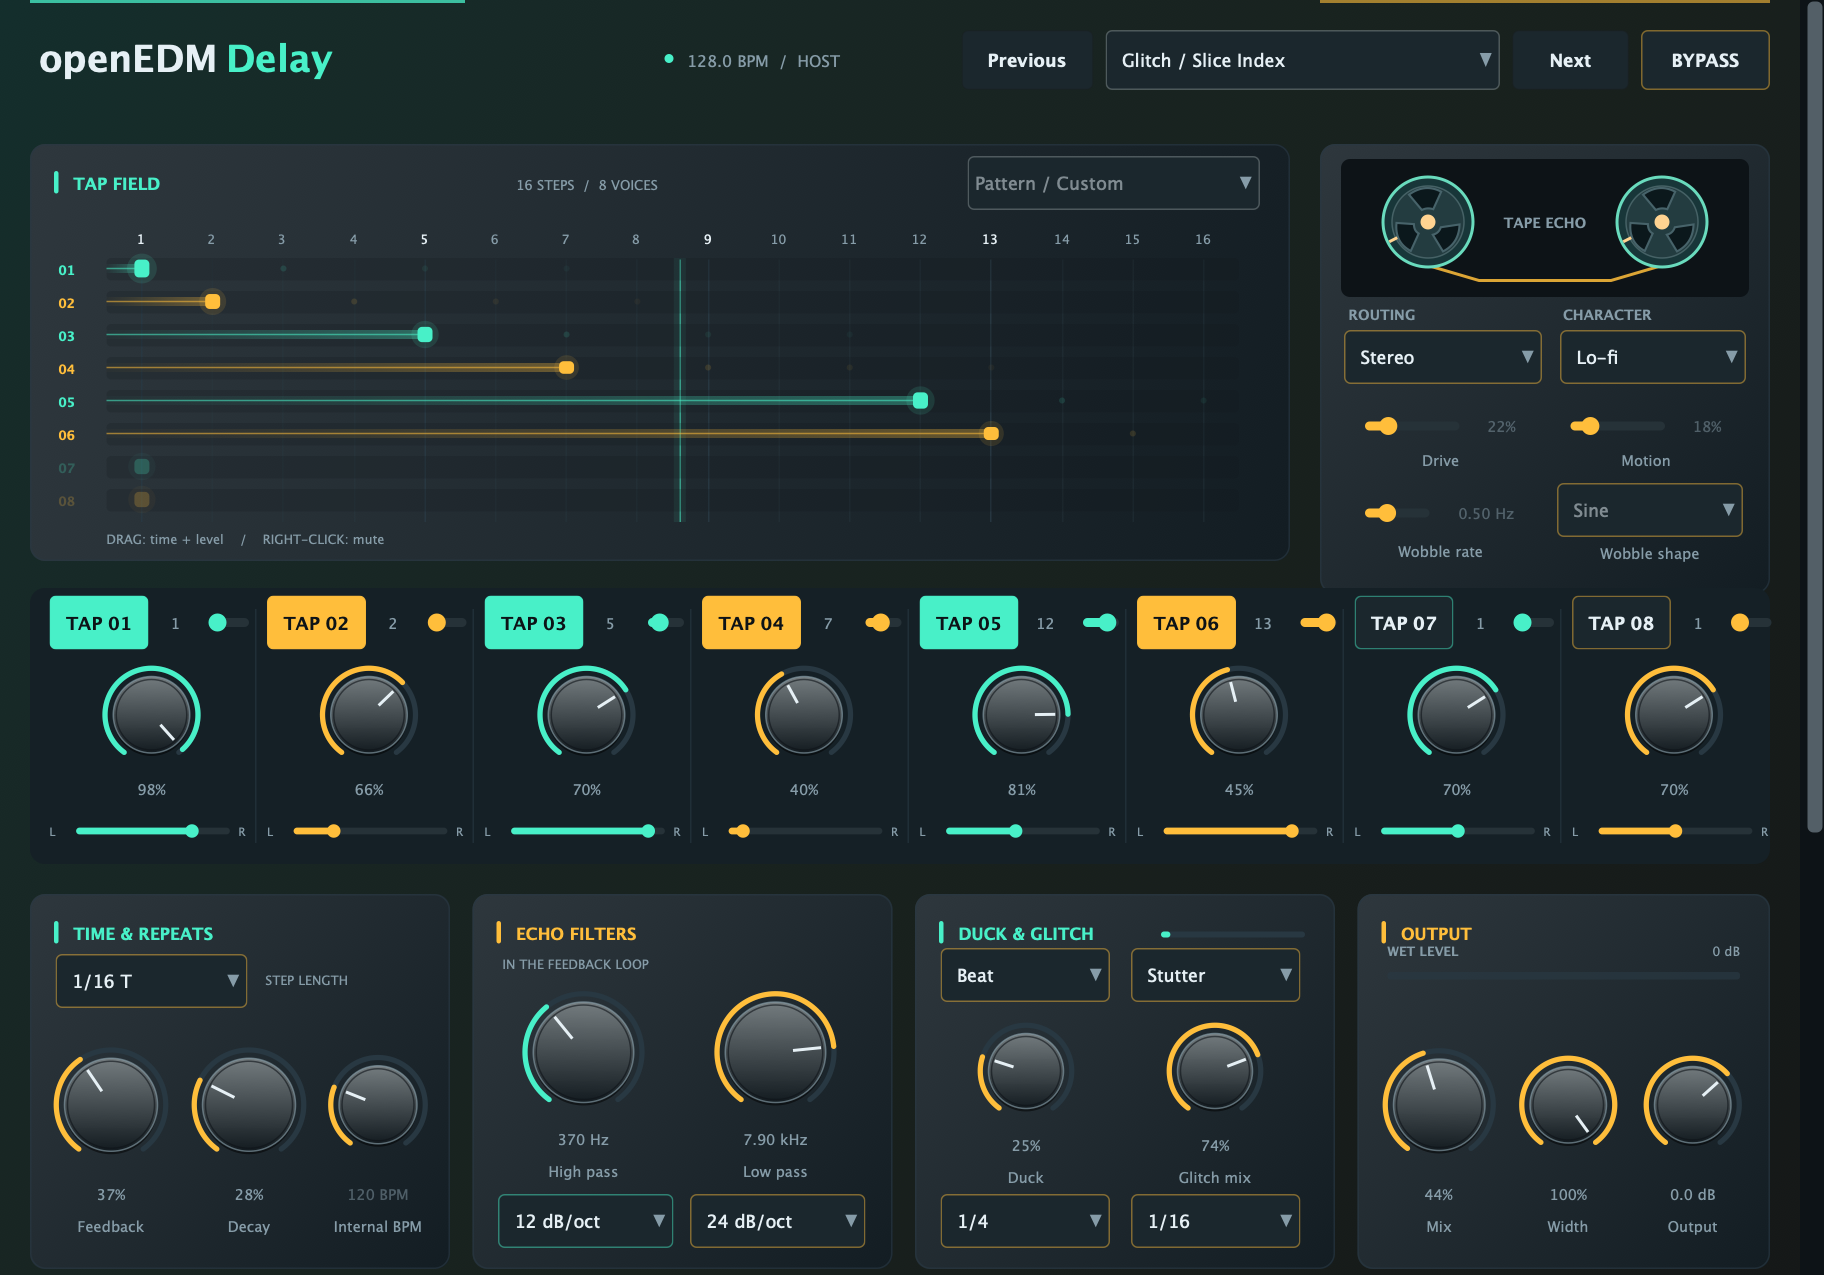 openEDM Delay
128.0 BPM / HOST
Previous
Glitch / Slice Index
Next
BYPASS
TAP FIELD
16 STEPS / 8 VOICES
Pattern / Custom
1 2 3 4 5 6 7 8 9 10 11 12 13 14 15 16
01
02
03
04
05
06
07
08
DRAG: time + level / RIGHT-CLICK: mute
TAPE ECHO
ROUTING
CHARACTER
Stereo
Lo-fi
22%
18%
Drive
Motion
0.50 Hz
Sine
Wobble rate
Wobble shape
TAP 01 1
TAP 02 2
TAP 03 5
TAP 04 7
TAP 05 12
TAP 06 13
TAP 07 1
TAP 08 1
98%
66%
70%
40%
81%
45%
70%
70%
L R
L R
L R
L R
L R
L R
L R
L R
TIME & REPEATS
1/16 T
STEP LENGTH
37%
28%
120 BPM
Feedback
Decay
Internal BPM
ECHO FILTERS
IN THE FEEDBACK LOOP
370 Hz
7.90 kHz
High pass
Low pass
12 dB/oct
24 dB/oct
DUCK & GLITCH
Beat
Stutter
25%
74%
Duck
Glitch mix
1/4
1/16
OUTPUT
WET LEVEL
0 dB
44%
100%
0.0 dB
Mix
Width
Output